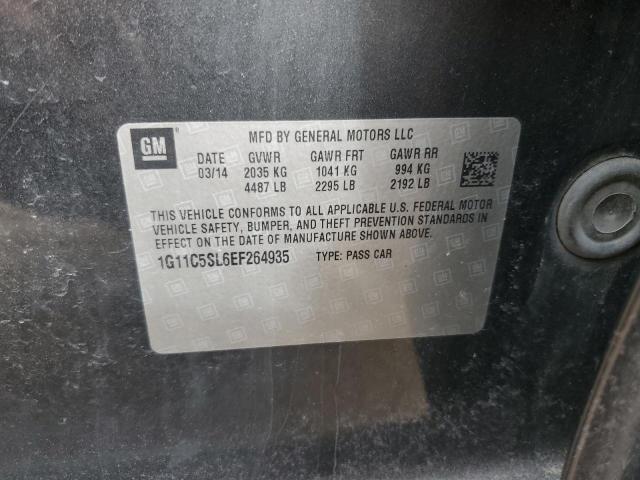 GM
MFD BY GENERAL MOTORS LLC
DATE GVWR GAWR FRT GAWR RR
03/14 2035 KG 1041 KG 994 KG
4487 LB 2295 LB 2192 LB
THIS VEHICLE CONFORMS TO ALL APPLICABLE U.S. FEDERAL MOTOR
VEHICLE SAFETY, BUMPER, AND THEFT PREVENTION STANDARDS IN
EFFECT ON THE DATE OF MANUFACTURE SHOWN ABOVE.
1G11C5SL6EF264935 TYPE: PASS CAR